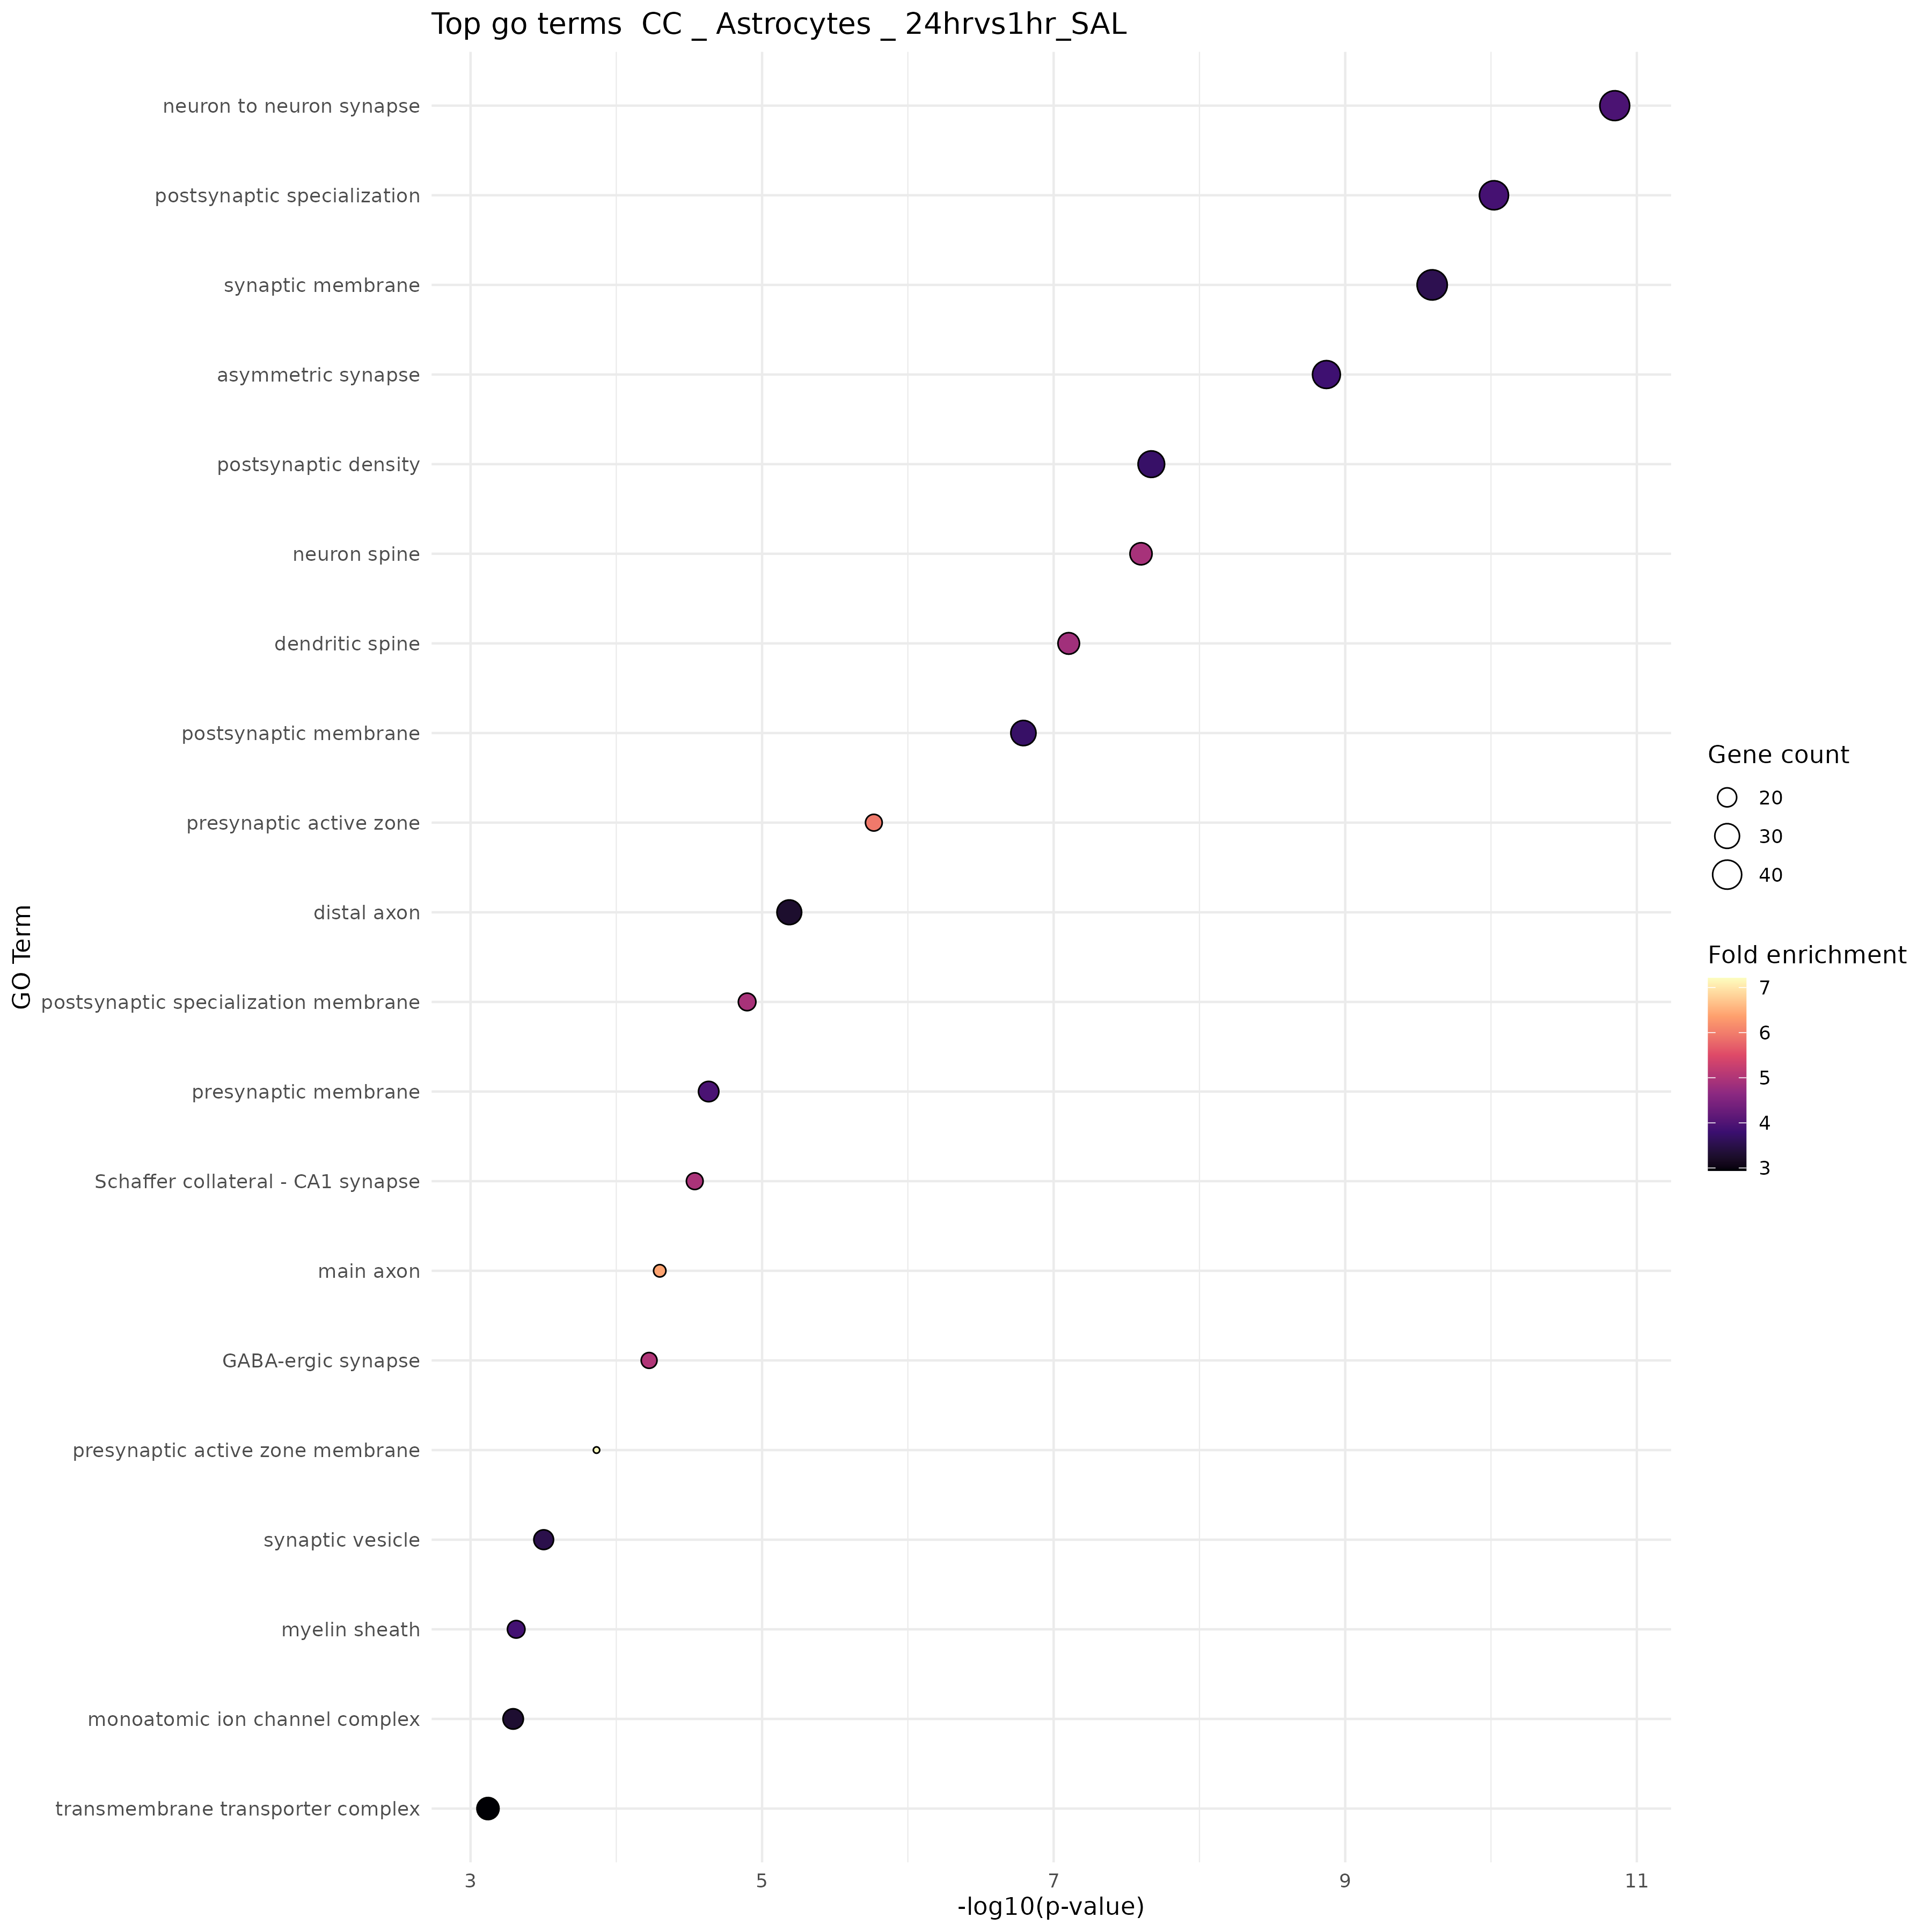 Top go terms  CC _ Astrocytes _ 24hrvs1hr_SAL
neuron to neuron synapse
postsynaptic specialization
synaptic membrane
asymmetric synapse
postsynaptic density
neuron spine
dendritic spine
postsynaptic membrane
presynaptic active zone
distal axon
postsynaptic specialization membrane
presynaptic membrane
Schaffer collateral - CA1 synapse
main axon
GABA-ergic synapse
presynaptic active zone membrane
synaptic vesicle
myelin sheath
monoatomic ion channel complex
transmembrane transporter complex
GO Term
3
5
7
9
11
-log10(p-value)
Gene count
20
30
40
Fold enrichment
7
6
5
4
3